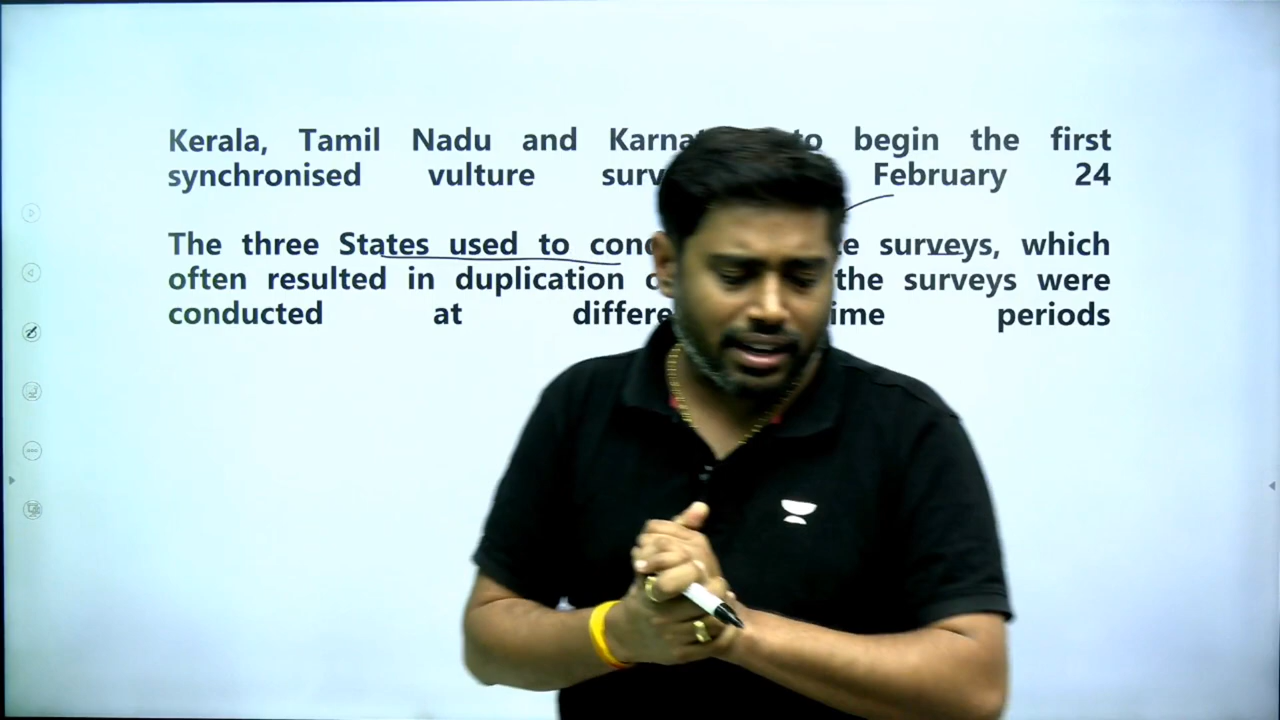 Kerala, Tamil Nadu and to begin the first
synchronised vulture February 24
The three States used to surveys, which
often resulted in duplication the surveys were
conducted at periods